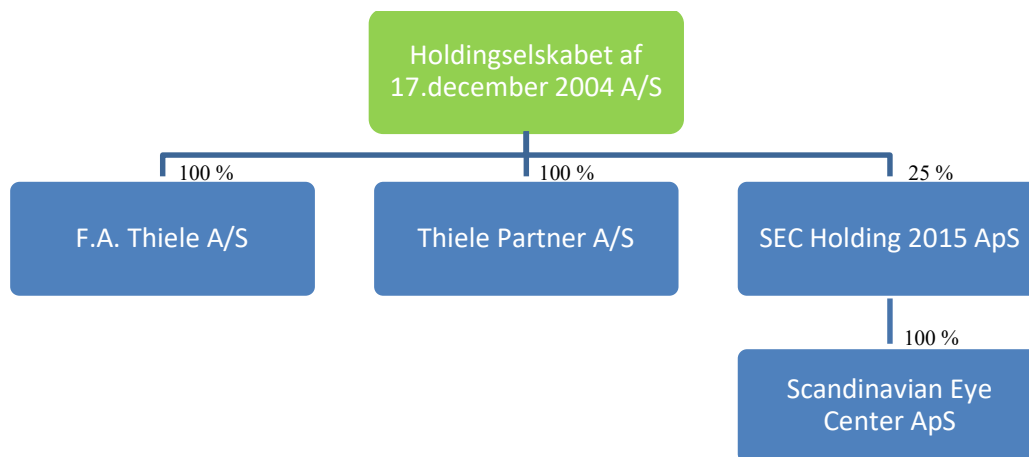 Holdingselskabet af
17.december 2004 A/S
100 %
100 %
25 %
F.A. Thiele A/S
Thiele Partner A/S
SEC Holding 2015 ApS
100 %
Scandinavian Eye
Center ApS